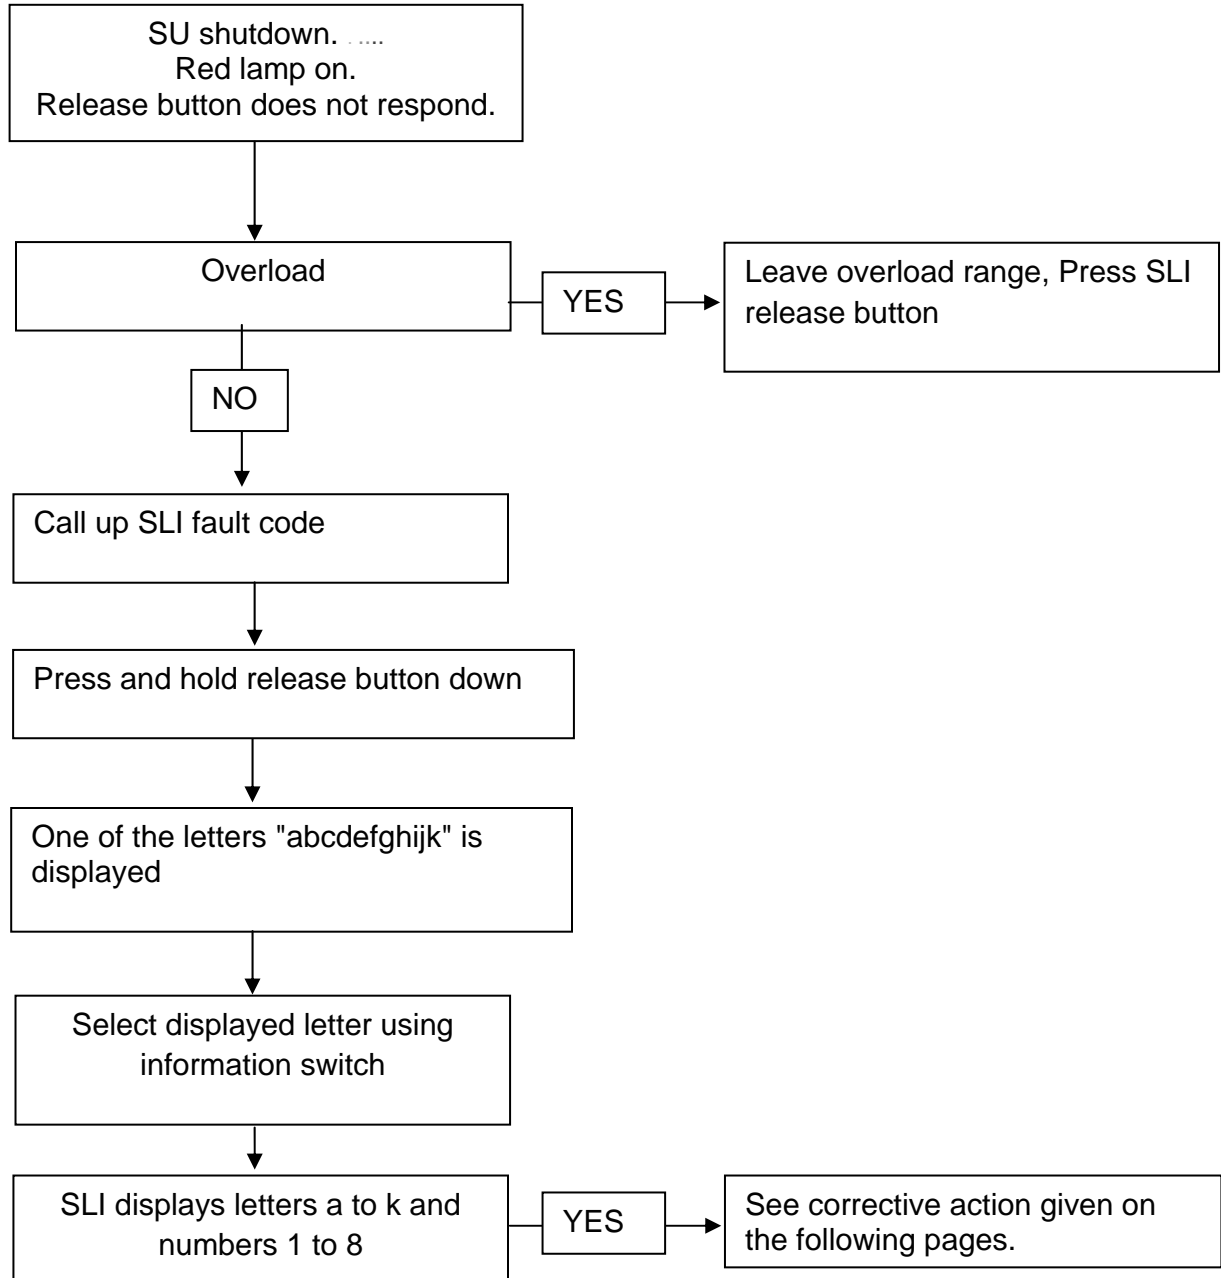 SU shutdown. . ....
Red lamp on.
Release button does not respond.
Overload
YES
Leave overload range, Press SLI
release button
NO
Call up SLI fault code
Press and hold release button down
One of the letters "abcdefghijk" is
displayed
Select displayed letter using
information switch
SLI displays letters a to k and
numbers 1 to 8
YES
See corrective action given on
the following pages.